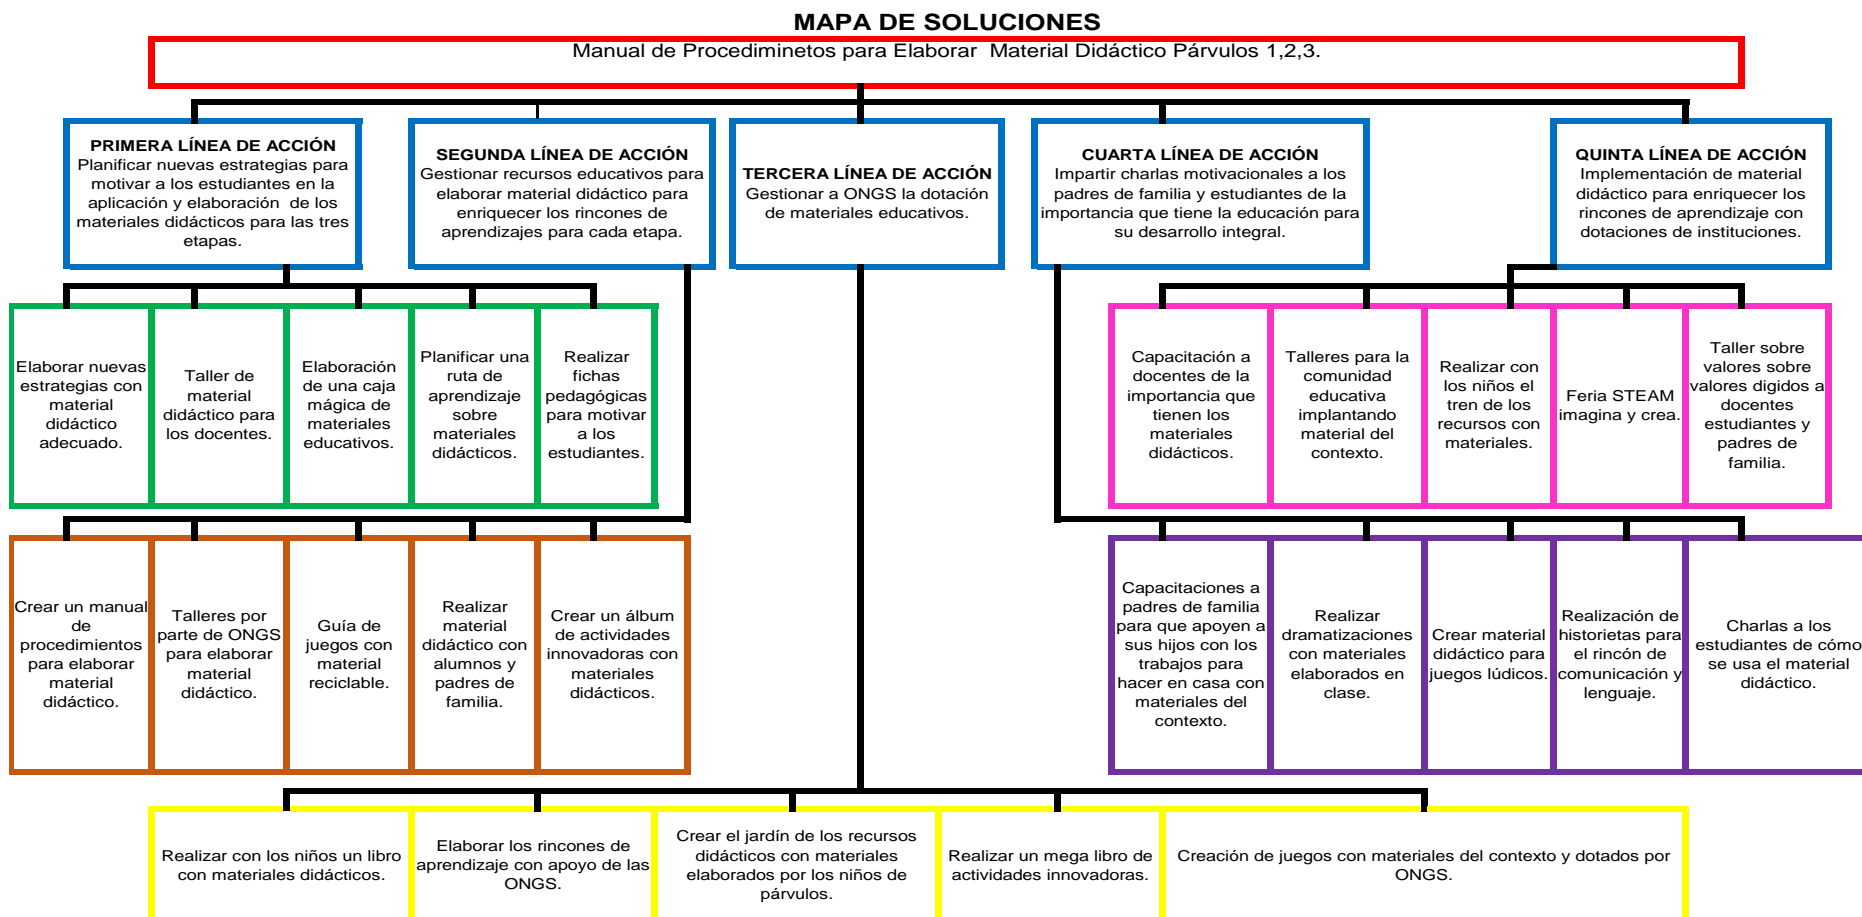 MAPA DE SOLUCIONES
Manual de Procediminetos para Elaborar  Material Didáctico Párvulos 1,2,3.
PRIMERA LÍNEA DE ACCIÓN
Planificar nuevas estrategias para
motivar a los estudiantes en la
aplicación y elaboración  de los
materiales didácticos para las tres
etapas.
SEGUNDA LÍNEA DE ACCIÓN
Gestionar recursos educativos para
elaborar material didáctico para
enriquecer los rincones de
aprendizajes para cada etapa.
TERCERA LÍNEA DE ACCIÓN
Gestionar a ONGS la dotación
de materiales educativos.
CUARTA LÍNEA DE ACCIÓN
Impartir charlas motivacionales a los
padres de familia y estudiantes de la
importancia que tiene la educación para
su desarrollo integral.
QUINTA LÍNEA DE ACCIÓN
Implementación de material
didáctico para enriquecer los
rincones de aprendizaje con
dotaciones de instituciones.
Elaborar nuevas
estrategias con
material
didáctico
adecuado.
Taller de
material
didáctico para
los docentes.
Elaboración
de una caja
mágica de
materiales
educativos.
Planificar una
ruta de
aprendizaje
sobre
materiales
didácticos.
Realizar
fichas
pedagógicas
para motivar
a los
estudiantes.
Capacitación a
docentes de la
importancia que
tienen los
materiales
didácticos.
Talleres para la
comunidad
educativa
implantando
material del
contexto.
Realizar con
los niños el
tren de los
recursos con
materiales.
Feria STEAM
imagina y crea.
Taller sobre
valores sobre
valores digidos a
docentes
estudiantes y
padres de
familia.
Crear un manual
de
procedimientos
para elaborar
material
didáctico.
Talleres por
parte de ONGS
para elaborar
material
didáctico.
Guía de
juegos con
material
reciclable.
Realizar
material
didáctico con
alumnos y
padres de
familia.
Crear un álbum
de actividades
innovadoras con
materiales
didácticos.
Capacitaciones a
padres de familia
para que apoyen a
sus hijos con los
trabajos para
hacer en casa con
materiales del
contexto.
Realizar
dramatizaciones
con materiales
elaborados en
clase.
Crear material
didáctico para
juegos lúdicos.
Realización de
historietas para
el rincón de
comunicación y
lenguaje.
Charlas a los
estudiantes de cómo
se usa el material
didáctico.
Realizar con los niños un libro
con materiales didácticos.
Elaborar los rincones de
aprendizaje con apoyo de las
ONGS.
Crear el jardín de los recursos
didácticos con materiales
elaborados por los niños de
párvulos.
Realizar un mega libro de
actividades innovadoras.
Creación de juegos con materiales del contexto y dotados por
ONGS.